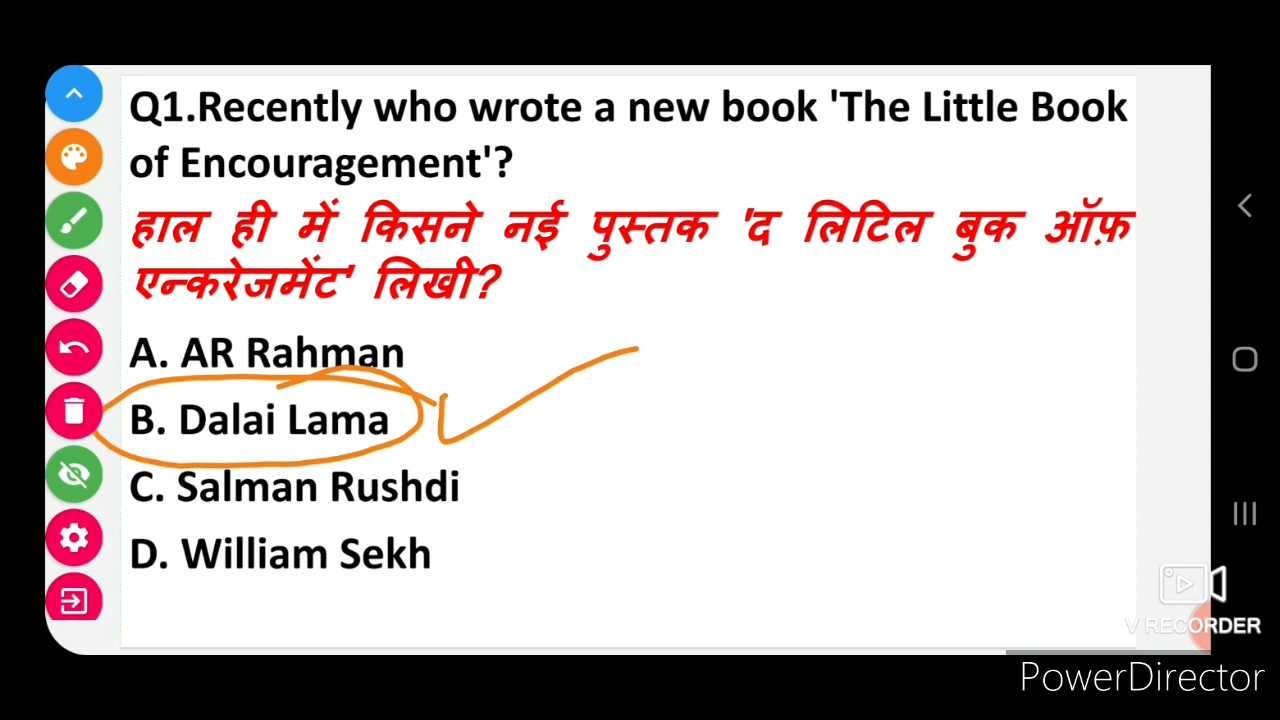 Q1.Recently who wrote a new book 'The Little Book
of Encouragement'?
हाल ही में किसने नई पुस्तक 'द लिटिल बुक ऑफ़
एन्करेजमेंट' लिखी?
A. AR Rahman
B. Dalai Lama
C. Salman Rushdi
D. William Sekh
V RECORDER
PowerDirector